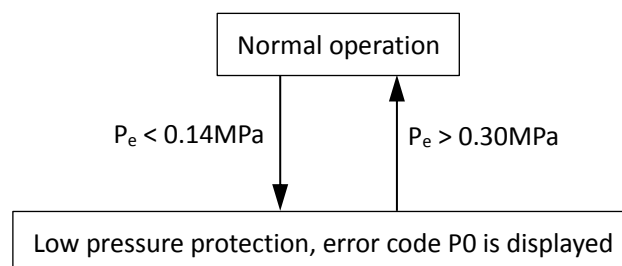 Normal operation
Pₑ < 0.14MPa
Pₑ > 0.30MPa
Low pressure protection, error code P0 is displayed